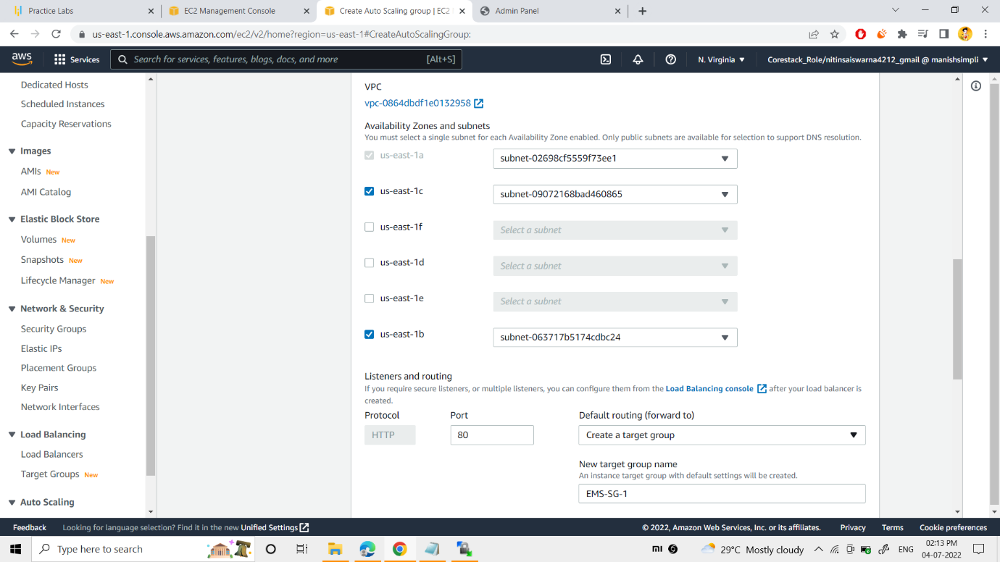 Practice Labs
EC2 Management Console
Create Auto Scaling group | EC2
Admin Panel
us-east-1.console.aws.amazon.com/ec2/v2/home?region=us-east-1#CreateAutoScalingGroup:
aws
Services
Search for services, features, blogs, docs, and more
[Alt+S]
N. Virginia
Corestack_Role/nitinsaiswarna4212_gmail @ manishsimpli
Dedicated Hosts
Scheduled Instances
Capacity Reservations
Images
AMIs New
AMI Catalog
Elastic Block Store
Volumes New
Snapshots New
Lifecycle Manager New
Network & Security
Security Groups
Elastic IPs
Placement Groups
Key Pairs
Network Interfaces
Load Balancing
Load Balancers
Target Groups New
Auto Scaling
VPC
vpc-0864dbdf1e0132958
Availability Zones and subnets
You must select a single subnet for each Availability Zone enabled. Only public subnets are available for selection to support DNS resolution.
us-east-1a
subnet-02698cf5559f73ee1
us-east-1c
subnet-09072168bad460865
us-east-1f
Select a subnet
us-east-1d
Select a subnet
us-east-1e
Select a subnet
us-east-1b
subnet-063717b5174cdbc24
Listeners and routing
If you require secure listeners, or multiple listeners, you can configure them from the Load Balancing console after your load balancer is
created.
Protocol
Port
Default routing (forward to)
HTTP
80
Create a target group
New target group name
An instance target group with default settings will be created.
EMS-SG-1
Feedback
Looking for language selection? Find it in the new Unified Settings
© 2022, Amazon Web Services, Inc. or its affiliates.
Privacy
Terms
Cookie preferences
Type here to search
29°C Mostly cloudy
ENG
02:13 PM
04-07-2022